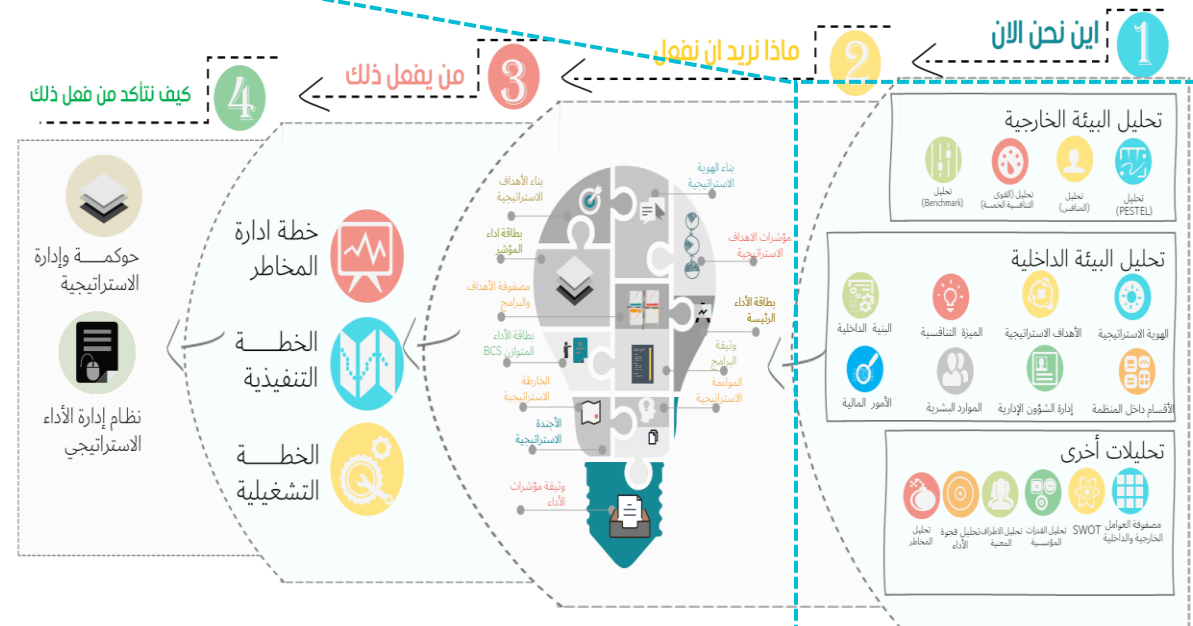 1
اين نحن الان
2
ماذا نريد ان نفعل
3
من يفعل ذلك
4
كيف نتأكد من فعل ذلك
تحليل البيئة الخارجية
تحليل
(PESTEL)
تحليل
(المنافس)
تحليل (القوى
التنافسية الخمسة)
تحليل
(Benchmark)
تحليل البيئة الداخلية
الهوية الاستراتيجية
الأهداف الاستراتيجية
الميزة التنافسية
البنية الداخلية
الأقسام داخل المنظمة
إدارة الشؤون الإدارية
الموارد البشرية
الأمور المالية
تحليلات أخرى
مصفوفة العوامل
الخارجية والداخلية
SWOT
تحليل القدرات
المؤسسية
تحليل الاطراف
المعنية
تحليل فجوة
الأداء
تحليل
المخاطر
بناء الهوية
الاستراتيجية
مؤشرات الاهداف
الاستراتيجية
بطاقة الأداء
الرئيسة
وثيقة
البرامج
المواءمة
الاستراتيجية
بناء الأهداف
الاستراتيجية
بطاقة اداء
المؤشر
مصفوفة الأهداف
والبرامج
بطاقة الأداء
المتوازن BCS
الخارطة
الاستراتيجية
الأجندة
الاستراتيجية
وثيقة مؤشرات
الأداء
خطة ادارة
المخاطر
الخطـــة
التنفيذية
الخطـــة
التشغيلية
حوكمـــة وإدارة
الاستراتيجية
نظام إدارة الأداء
الاستراتيجي